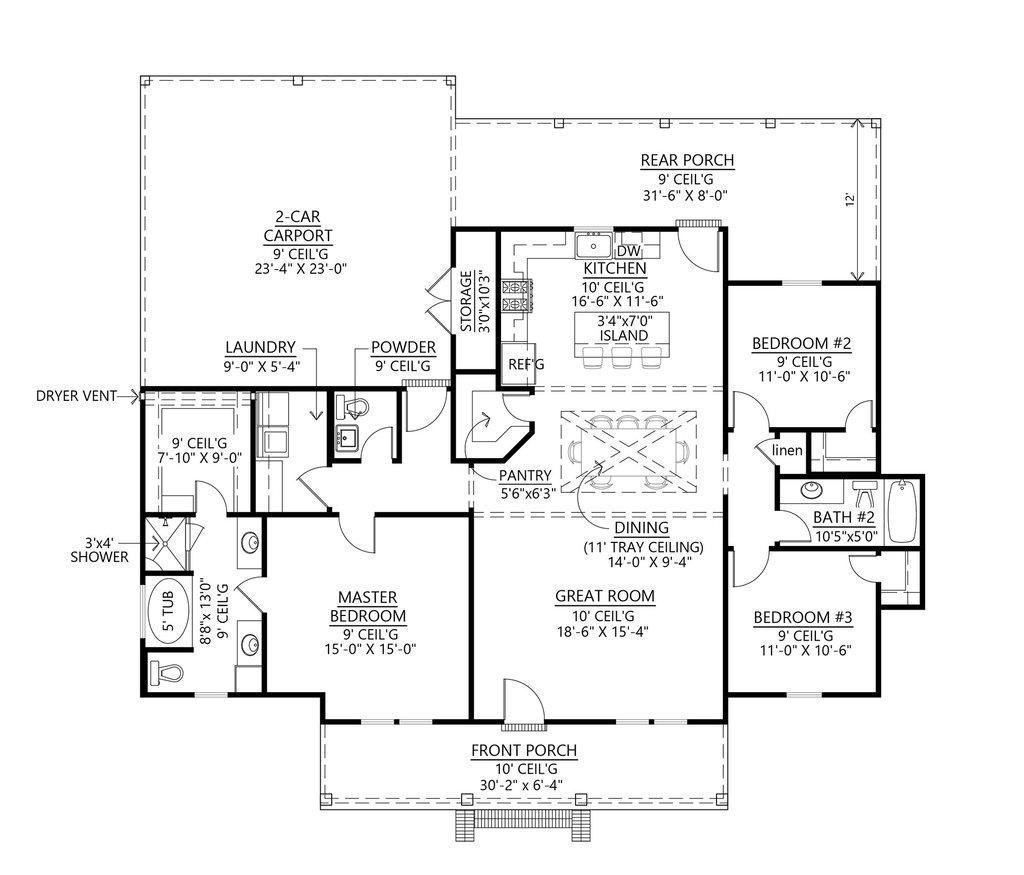 REAR PORCH
9' CEIL'G
31'-6" X 8'-0"
12'
2-CAR
CARPORT
9' CEIL'G
23'-4" X 23'-0"
STORAGE
3'0"x10'3"
DW
KITCHEN
10' CEIL'G
16'-6" X 11'-6"
3'4"x7'0"
ISLAND
REF'G
BEDROOM #2
9' CEIL'G
11'-0" X 10'-6"
LAUNDRY
9'-0" X 5'-4"
POWDER
9' CEIL'G
DRYER VENT
9' CEIL'G
7'-10" X 9'-0"
linen
PANTRY
5'6"x6'3"
BATH #2
10'5"x5'0"
DINING
(11' TRAY CEILING)
14'-0" X 9'-4"
3'x4'
SHOWER
5' TUB
8'8"x 13'0"
9' CEIL'G
MASTER
BEDROOM
9' CEIL'G
15'-0" X 15'-0"
GREAT ROOM
10' CEIL'G
18'-6" X 15'-4"
BEDROOM #3
9' CEIL'G
11'-0" X 10'-6"
FRONT PORCH
10' CEIL'G
30'-2" x 6'-4"